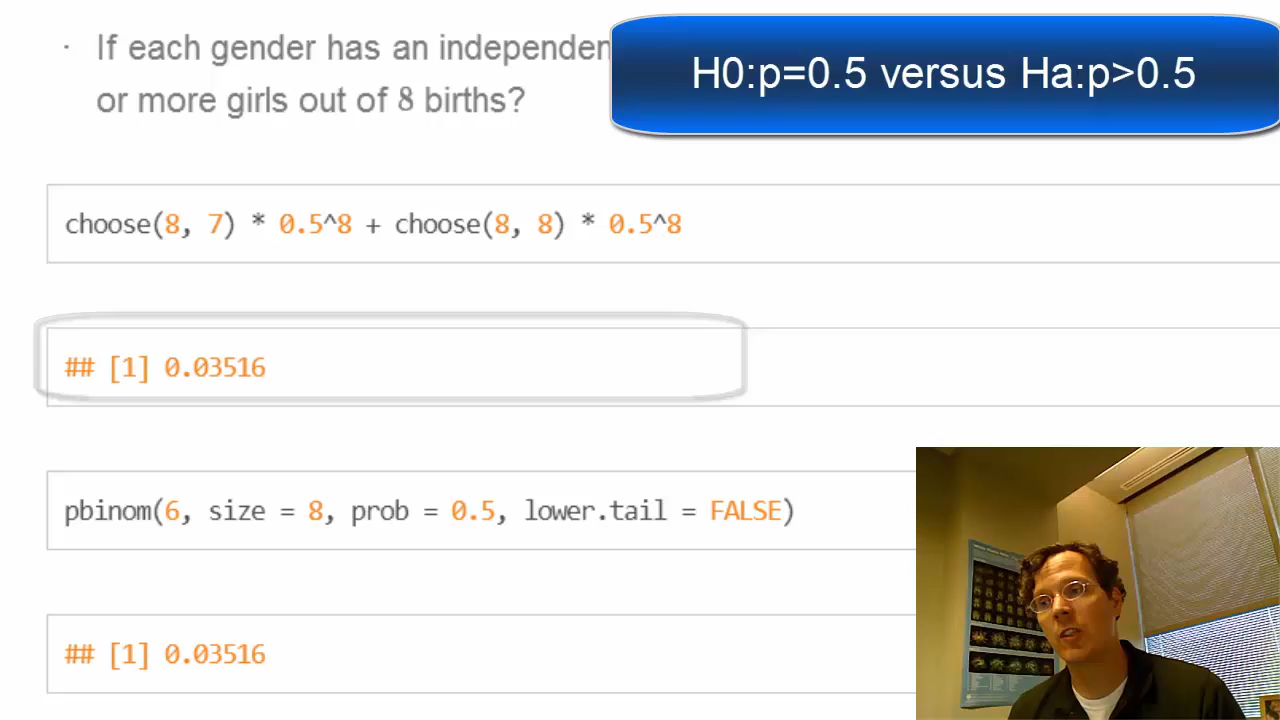 · If each gender has an independen
or more girls out of 8 births?
H0:p=0.5 versus Ha:p>0.5
choose(8, 7) * 0.5^8 + choose(8, 8) * 0.5^8
## [1] 0.03516
pbinom(6, size = 8, prob = 0.5, lower.tail = FALSE)
## [1] 0.03516